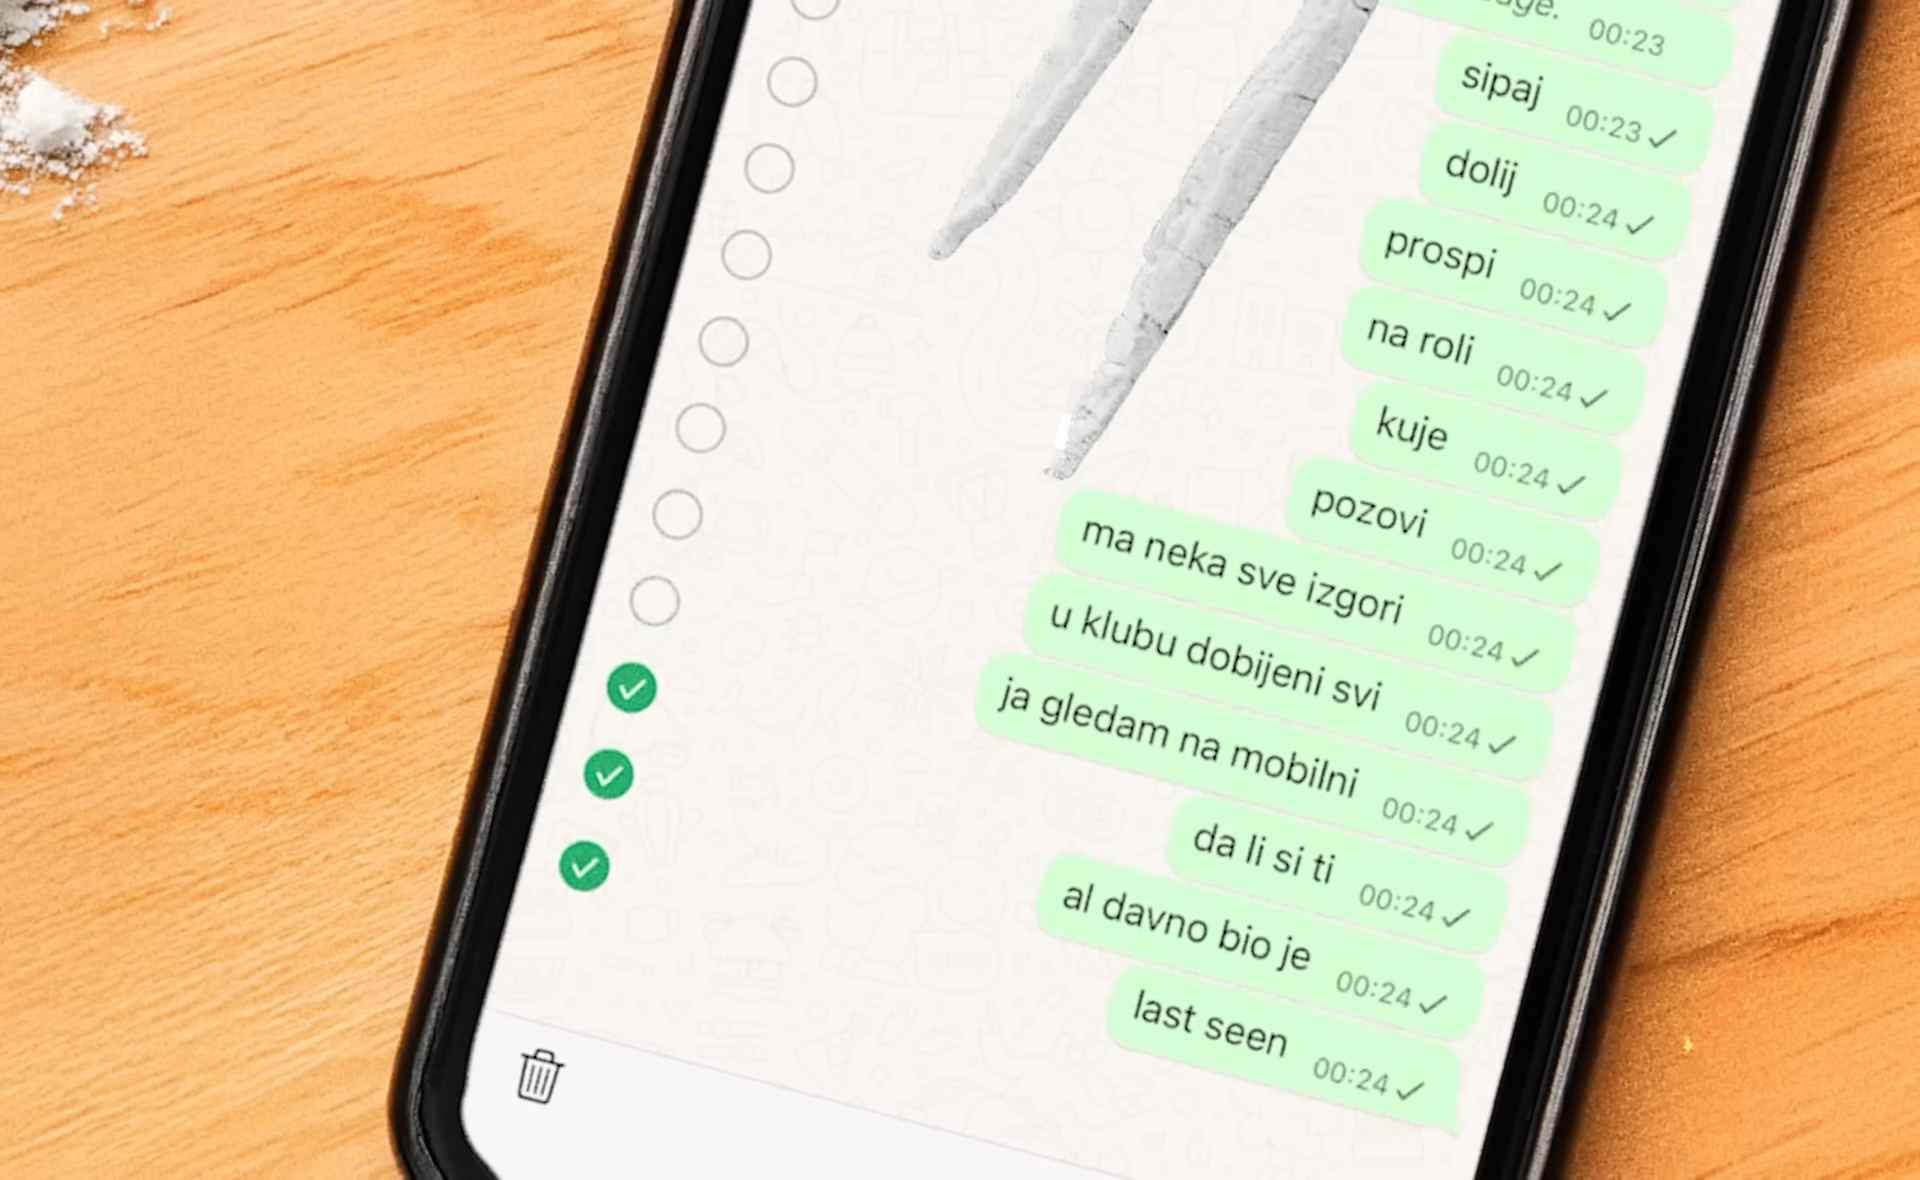 00:23
sipaj 00:23
dolij 00:24
prospi 00:24
na roli 00:24
kuje 00:24
pozovi 00:24
ma neka sve izgori 00:24
u klubu dobijeni svi 00:24
ja gledam na mobilni 00:24
da li si ti 00:24
al davno bio je 00:24
last seen 00:24